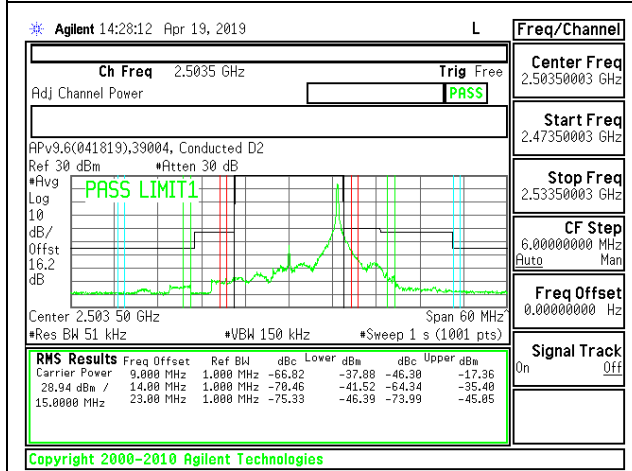 Agilent 14:28:12 Apr 19, 2019 L
Ch Freq 2.5035 GHz Trig Free
Adj Channel Power PASS
APv9.6(041819),39004, Conducted D2
Ref 30 dBm #Atten 30 dB
#Avg
Log
10
dB/
Offst
16.2
dB
PASS LIMIT1
Center 2.503 50 GHz Span 60 MHz
#Res BW 51 kHz #VBW 150 kHz #Sweep 1 s (1001 pts)
RMS Results Freq Offset Ref BW dBc Lower dBm dBc Upper dBm
Carrier Power 9.000 MHz 1.000 MHz -66.82 -37.88 -46.30 -17.36
28.94 dBm / 14.00 MHz 1.000 MHz -70.46 -41.52 -64.34 -35.40
15.0000 MHz 23.00 MHz 1.000 MHz -75.33 -46.39 -73.99 -45.05
Copyright 2000-2010 Agilent Technologies
Freq/Channel
Center Freq
2.50350003 GHz
Start Freq
2.47350003 GHz
Stop Freq
2.53350003 GHz
CF Step
6.00000000 MHz
Auto Man
Freq Offset
0.00000000 Hz
Signal Track
On Off